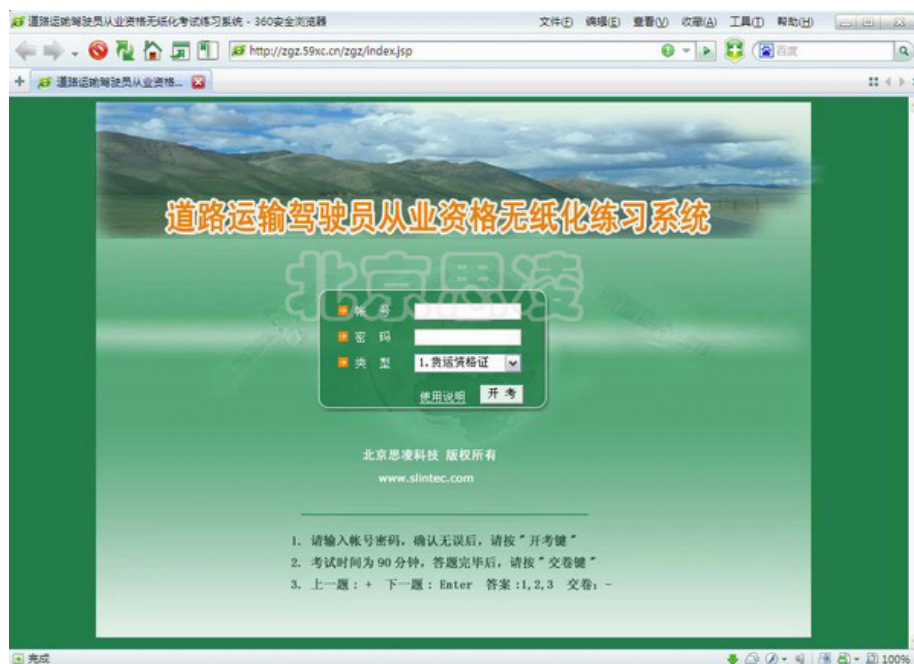 道路运输驾驶员从业资格无纸化考试练习系统 - 360安全浏览器
文件(F) 编辑(E) 查看(V) 收藏(A) 工具(T) 帮助(H)
http://zgz.59xc.cn/zgz/index.jsp
百度
道路运输驾驶员从业资格...
道路运输驾驶员从业资格无纸化练习系统
北京思凌
帐 号
密 码
类 型 1.货运资格证
使用说明 开 考
北京思凌科技 版权所有
www.slintec.com
1. 请输入帐号密码，确认无误后，请按"开考键"
2. 考试时间为90分钟，答题完毕后，请按"交卷键"
3. 上一题：+ 下一题：Enter 答案:1,2,3 交卷：-
完成
100%